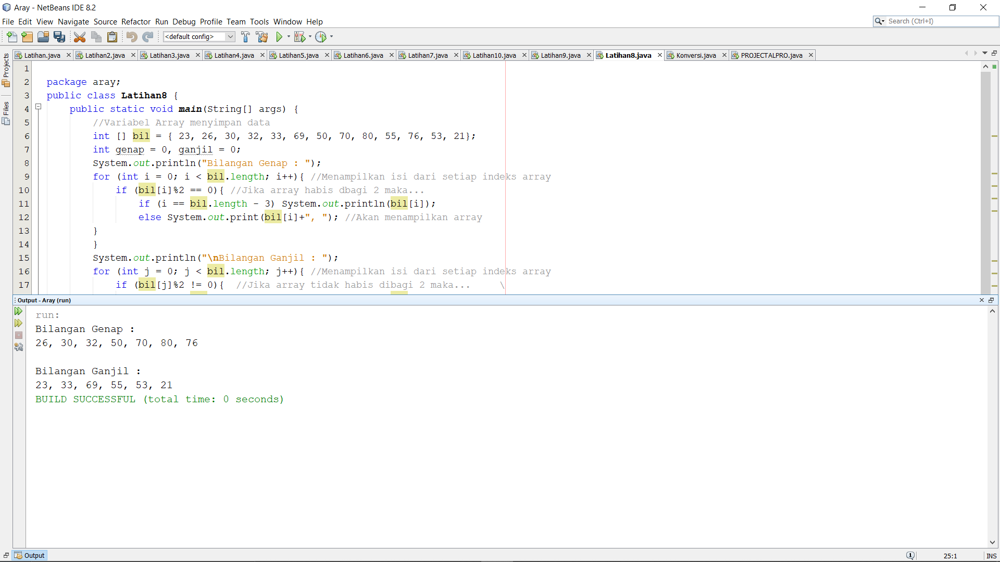 Aray - NetBeans IDE 8.2
File Edit View Navigate Source Refactor Run Debug Profile Team Tools Window Help
Search (Ctrl+I)
<default config>
Latihan.java Latihan2.java Latihan3.java Latihan4.java Latihan5.java Latihan6.java Latihan7.java Latihan10.java Latihan9.java Latihan8.java Konversi.java PROJECTALPRO.java
Projects
Files
1
2 package aray;
3 public class Latihan8 {
4 public static void main(String[] args) {
5 //Variabel Array menyimpan data
6 int [] bil = { 23, 26, 30, 32, 33, 69, 50, 70, 80, 55, 76, 53, 21};
7 int genap = 0, ganjil = 0;
8 System.out.println("Bilangan Genap : ");
9 for (int i = 0; i < bil.length; i++){ //Menampilkan isi dari setiap indeks array
10 if (bil[i]%2 == 0){ //Jika array habis dbagi 2 maka...
11 if (i == bil.length - 3) System.out.println(bil[i]);
12 else System.out.print(bil[i]+", "); //Akan menampilkan array
13 }
14 }
15 System.out.println("\nBilangan Ganjil : ");
16 for (int j = 0; j < bil.length; j++){ //Menampilkan isi dari setiap indeks array
17 if (bil[j]%2 != 0){ //Jika array tidak habis dibagi 2 maka... \
Output - Aray (run)
run:
Bilangan Genap :
26, 30, 32, 50, 70, 80, 76
Bilangan Ganjil :
23, 33, 69, 55, 53, 21
BUILD SUCCESSFUL (total time: 0 seconds)
Output
1
25:1
INS